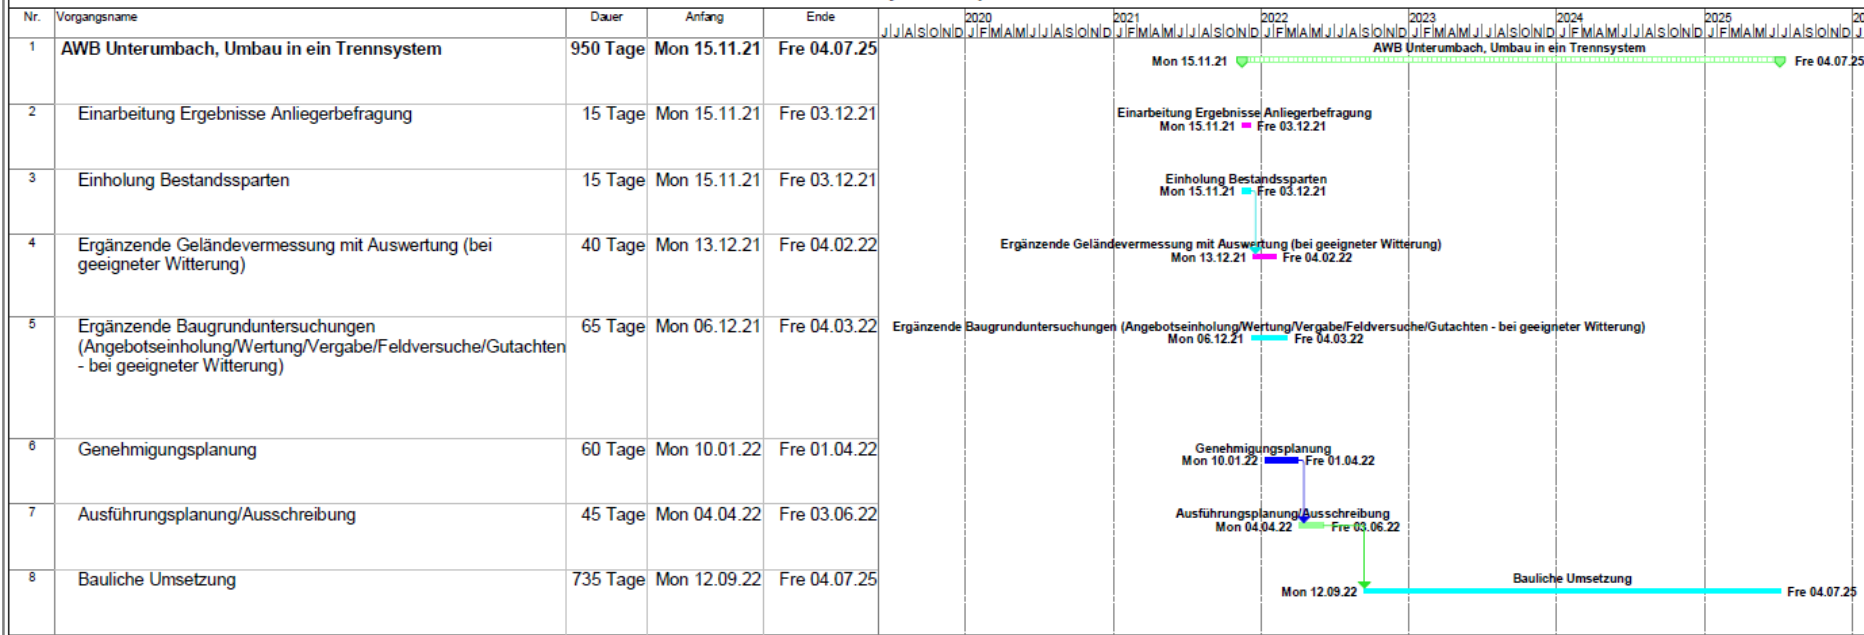 Nr. Vorgangsname Dauer Anfang Ende
2020 2021 2022 2023 2024 2025 20
J J A S O N D J F M A M J J A S O N D J F M A M J J A S O N D J F M A M J J A S O N D J F M A M J J A S O N D J F M A M J J A S O N D J F M A M J J A S O N D J
1 AWB Unterumbach, Umbau in ein Trennsystem 950 Tage Mon 15.11.21 Fre 04.07.25
AWB Unterumbach, Umbau in ein Trennsystem
Mon 15.11.21 Fre 04.07.25
2 Einarbeitung Ergebnisse Anliegerbefragung 15 Tage Mon 15.11.21 Fre 03.12.21
Einarbeitung Ergebnisse Anliegerbefragung
Mon 15.11.21 Fre 03.12.21
3 Einholung Bestandssparten 15 Tage Mon 15.11.21 Fre 03.12.21
Einholung Bestandssparten
Mon 15.11.21 Fre 03.12.21
4 Ergänzende Geländevermessung mit Auswertung (bei 40 Tage Mon 13.12.21 Fre 04.02.22
geeigneter Witterung)
Ergänzende Geländevermessung mit Auswertung (bei geeigneter Witterung)
Mon 13.12.21 Fre 04.02.22
5 Ergänzende Baugrunduntersuchungen 65 Tage Mon 06.12.21 Fre 04.03.22
(Angebotseinholung/Wertung/Vergabe/Feldversuche/Gutachten
- bei geeigneter Witterung)
Ergänzende Baugrunduntersuchungen (Angebotseinholung/Wertung/Vergabe/Feldversuche/Gutachten - bei geeigneter Witterung)
Mon 06.12.21 Fre 04.03.22
6 Genehmigungsplanung 60 Tage Mon 10.01.22 Fre 01.04.22
Genehmigungsplanung
Mon 10.01.22 Fre 01.04.22
7 Ausführungsplanung/Ausschreibung 45 Tage Mon 04.04.22 Fre 03.06.22
Ausführungsplanung/Ausschreibung
Mon 04.04.22 Fre 03.06.22
8 Bauliche Umsetzung 735 Tage Mon 12.09.22 Fre 04.07.25
Bauliche Umsetzung
Mon 12.09.22 Fre 04.07.25